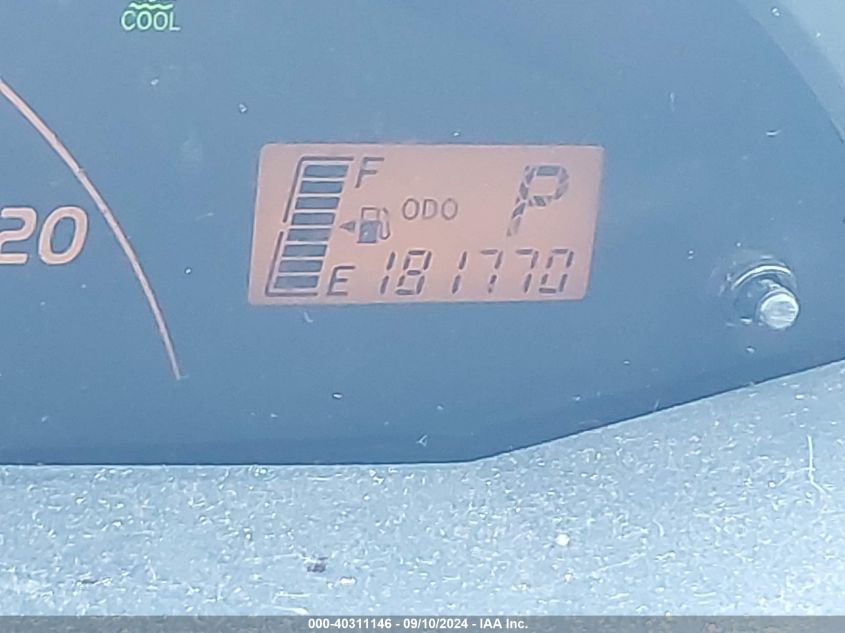 COOL
20
F
P
ODO
E 181770
000-40311146 - 09/10/2024 - IAA Inc.